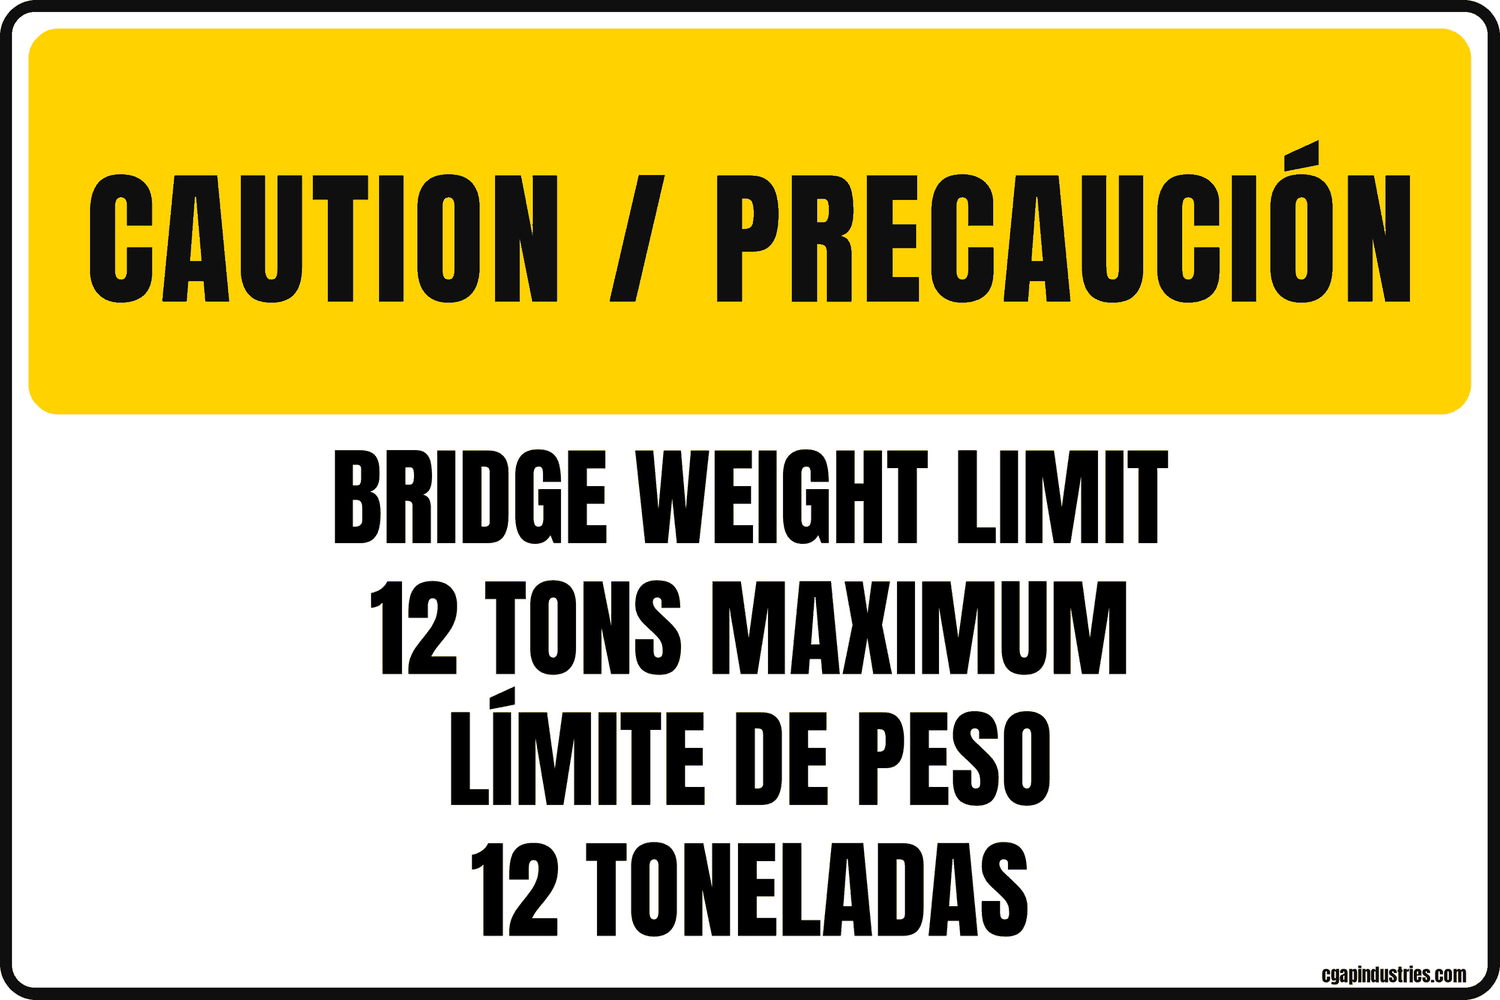 CAUTION / PRECAUCIÓN
BRIDGE WEIGHT LIMIT
12 TONS MAXIMUM
LÍMITE DE PESO
12 TONELADAS
cgapindustries.com